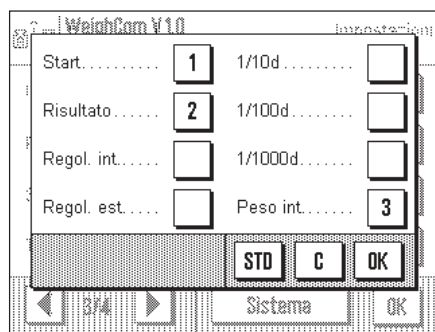 WeighCom V 1.0 Impostazioni
Start.......... 1 1/10d......... 
Risultato...... 2 1/100d........
Regol. int..... 1/1000d.......
Regol. est..... Peso int....... 3
STD C OK
3/4 Sistema OK